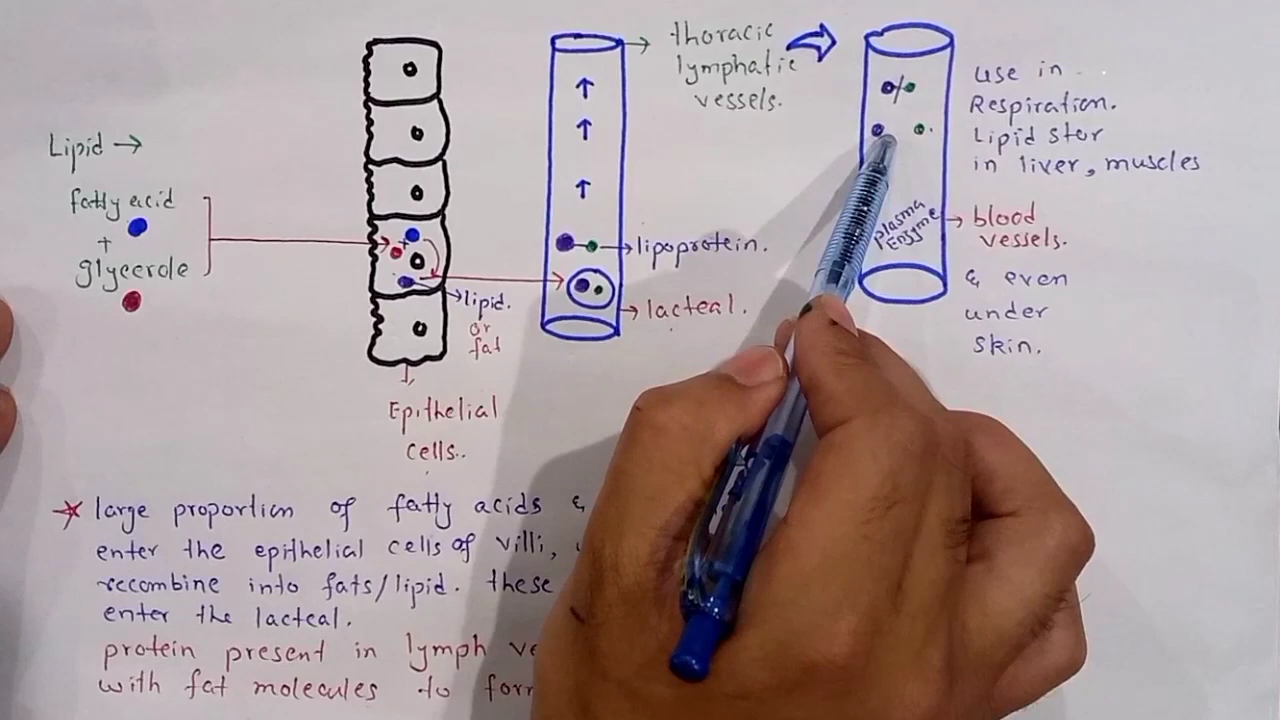 Lipid →
fatty acid
+
glycerole
+
lipid.
or
fat
Epithelial
cells..
thoracic
lymphatic
vessels.
→ lipoprotein.
→ lacteal.
plasma
Enzyme
use in
Respiration.
Lipid stor
in liver, muscles
→ blood
vessels.
& even
under
skin.
* large proportion of fatty acids &
enter the epithelial cells of villi,
recombine into fats/lipid. these
enter the lacteal.
protein present in lymph ve
with fat molecules to form